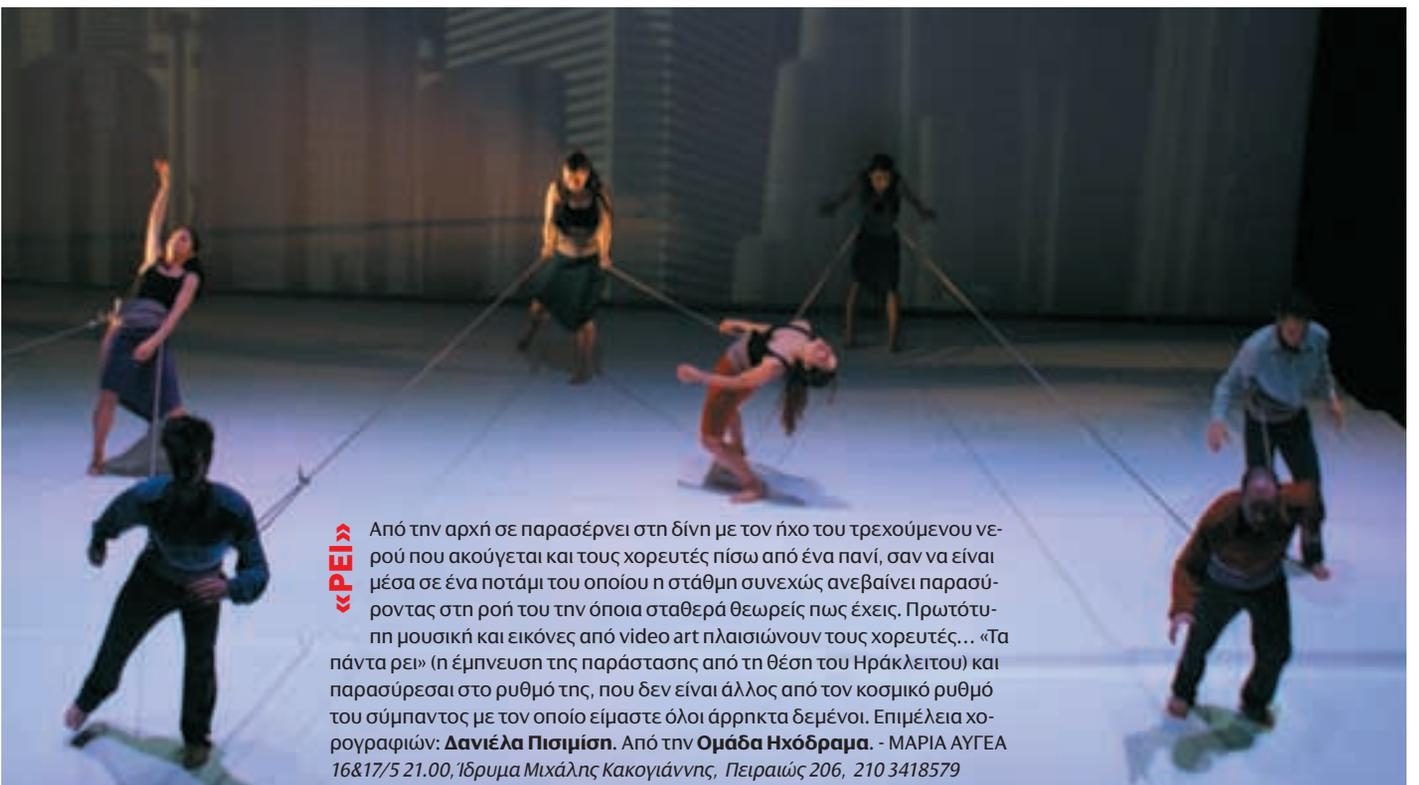 «ΡΕΙ»
Από την αρχή σε παρασέρνει στη δίνη με τον ήχο του τρεχούμενου νε-
ρού που ακούγεται και τους χορευτές πίσω από ένα πανί, σαν να είναι
μέσα σε ένα ποτάμι του οποίου η στάθμη συνεχώς ανεβαίνει παρασύ-
ροντας στη ροή του την όποια σταθερά θεωρείς πως έχεις. Πρωτότυ-
πη μουσική και εικόνες από video art πλαισιώνουν τους χορευτές... «Τα
πάντα ρει» (η έμπνευση της παράστασης από τη θέση του Ηράκλειτου) και
παρασύρεσαι στο ρυθμό της, που δεν είναι άλλος από τον κοσμικό ρυθμό
του σύμπαντος με τον οποίο είμαστε όλοι άρρηκτα δεμένοι. Επιμέλεια χο-
ρογραφιών: Δανιέλα Πισιμίση. Από την Ομάδα Ηχόδραμα. - ΜΑΡΙΑ ΑΥΓΕΑ
16&17/5 21.00, Ίδρυμα Μιχάλης Κακογιάννης, Πειραιώς 206, 210 3418579